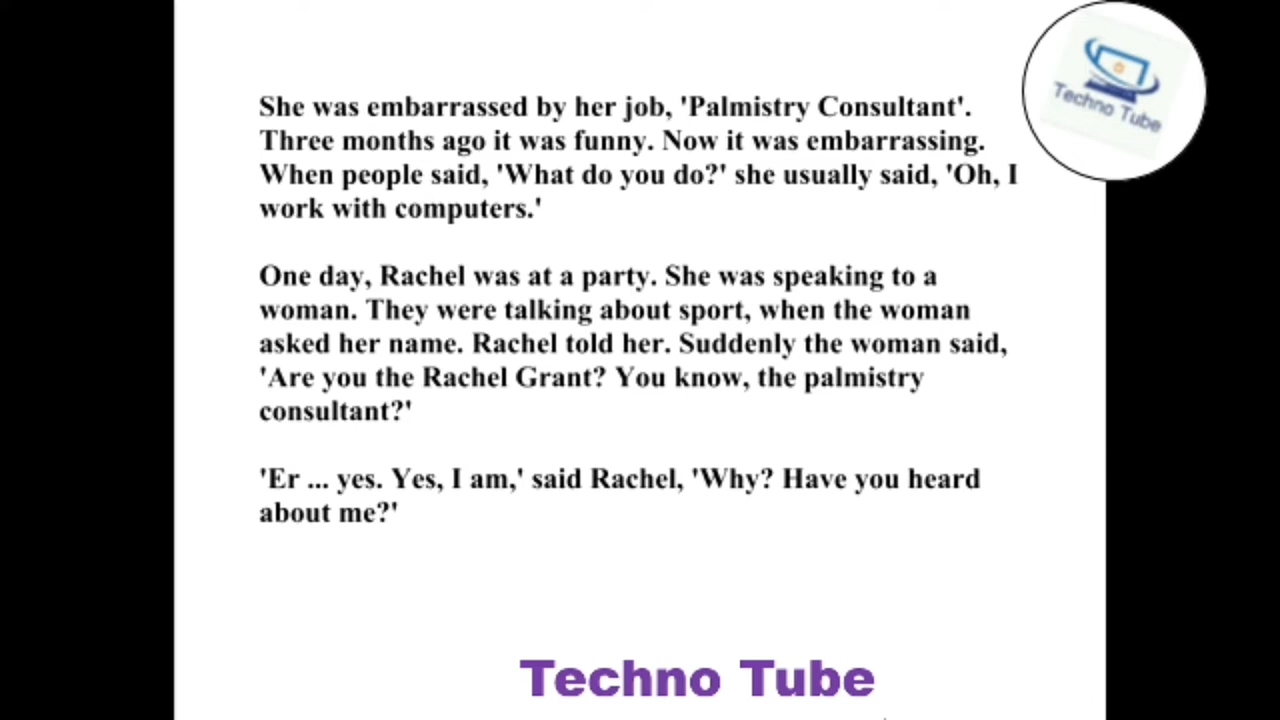 She was embarrassed by her job, 'Palmistry Consultant'.
Three months ago it was funny. Now it was embarrassing.
When people said, 'What do you do?' she usually said, 'Oh, I
work with computers.'
One day, Rachel was at a party. She was speaking to a
woman. They were talking about sport, when the woman
asked her name. Rachel told her. Suddenly the woman said,
'Are you the Rachel Grant? You know, the palmistry
consultant?'
'Er ... yes. Yes, I am,' said Rachel, 'Why? Have you heard
about me?'
Techno Tube
Techno Tube